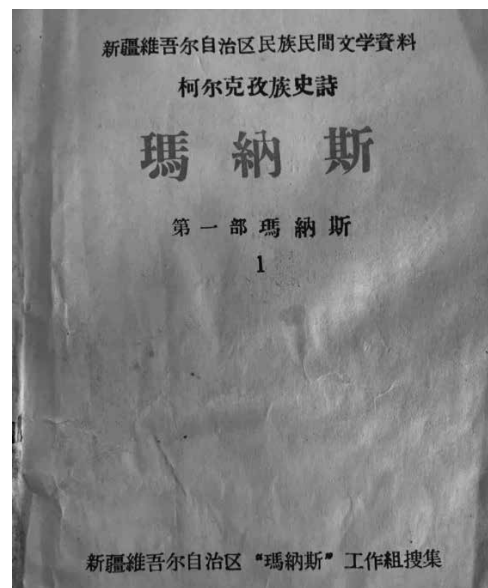 新疆維吾尔自治区民族民間文学資料
柯尔克孜族史詩
瑪納斯
第一部瑪納斯
1
新疆維吾尔自治区“瑪納斯”工作組搜集